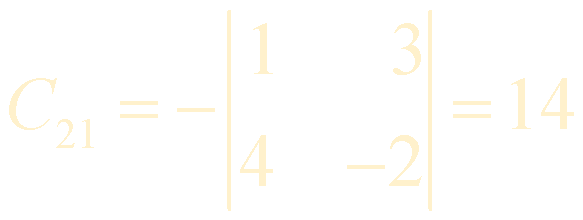 C₂₁ = − | 1 3 | = 14
| 4 −2 |